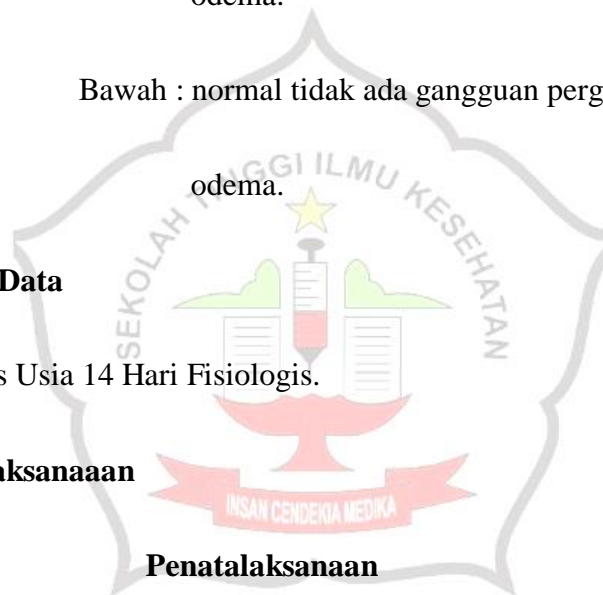 odema.
Bawah : normal tidak ada gangguan perg
odema.
SEKOLAH TINGGI ILMU KESEHATAN
Data
s Usia 14 Hari Fisiologis.
aksanaaan
INSAN CENDEKIA MEDIKA
Penatalaksanaan